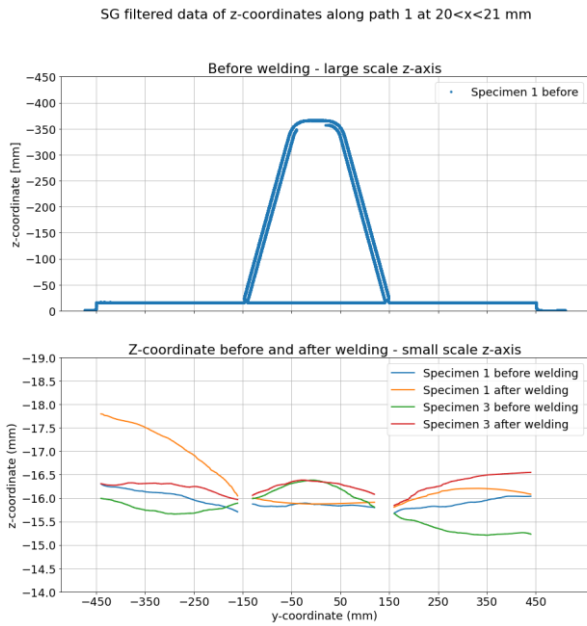 SG filtered data of z-coordinates along path 1 at 20<x<21 mm
Before welding - large scale z-axis
Specimen 1 before
z-coordinate [mm]
−450
−400
−350
−300
−250
−200
−150
−100
−50
0
Z-coordinate before and after welding - small scale z-axis
Specimen 1 before welding
Specimen 1 after welding
Specimen 3 before welding
Specimen 3 after welding
z-coordinate (mm)
−19.0
−18.5
−18.0
−17.5
−17.0
−16.5
−16.0
−15.5
−15.0
−14.5
−14.0
−450 −350 −250 −150 −50 50 150 250 350 450
y-coordinate (mm)